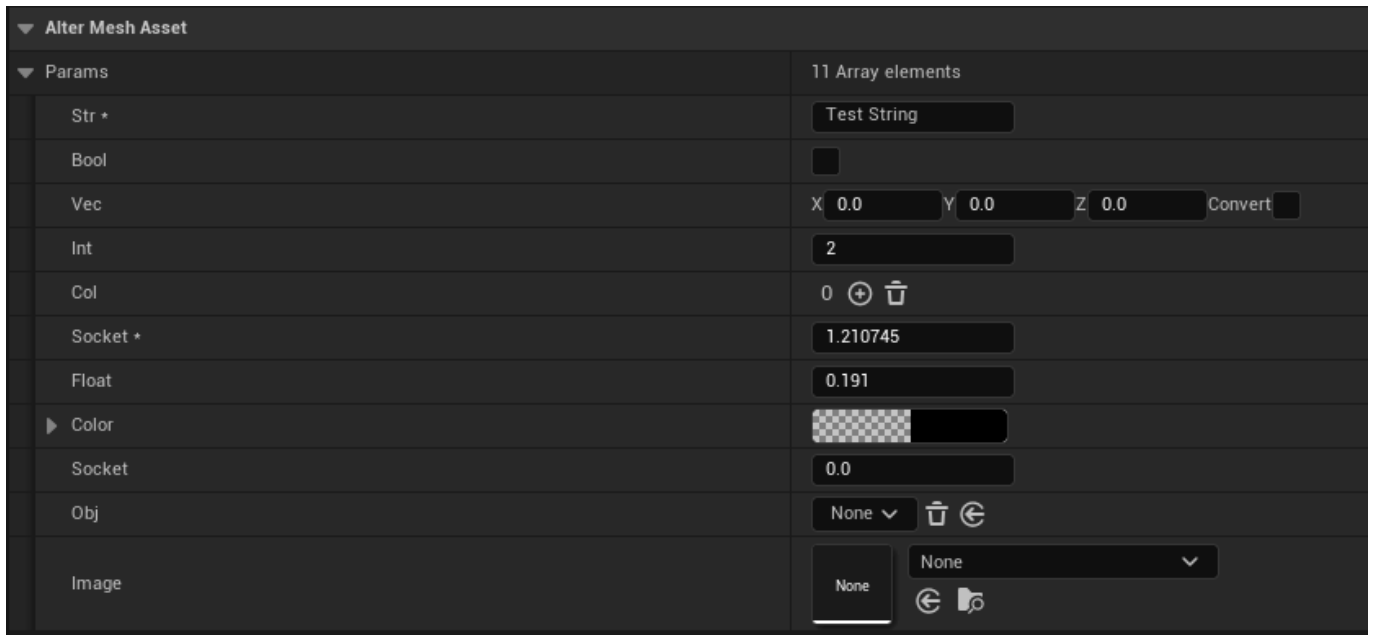 Alter Mesh Asset
Params 11 Array elements
Str * Test String
Bool
Vec X 0.0 Y 0.0 Z 0.0 Convert
Int 2
Col 0
Socket * 1.210745
Float 0.191
Color
Socket 0.0
Obj None
Image None None